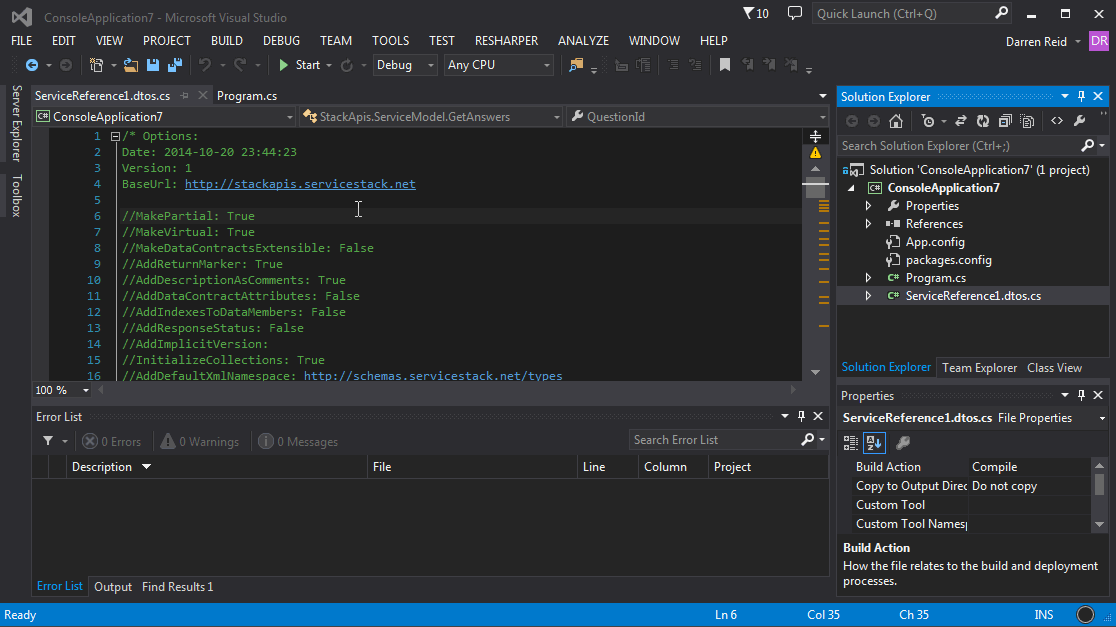 ConsoleApplication7 - Microsoft Visual Studio
10
Quick Launch (Ctrl+Q)
FILE EDIT VIEW PROJECT BUILD DEBUG TEAM TOOLS TEST RESHARPER ANALYZE WINDOW HELP
Darren Reid DR
Start Debug Any CPU
Server Explorer
Toolbox
ServiceReference1.dtos.cs Program.cs
C# ConsoleApplication7 StackApis.ServiceModel.GetAnswers QuestionId
1 /* Options:
2 Date: 2014-10-20 23:44:23
3 Version: 1
4 BaseUrl: http://stackapis.servicestack.net
5
6 //MakePartial: True
7 //MakeVirtual: True
8 //MakeDataContractsExtensible: False
9 //AddReturnMarker: True
10 //AddDescriptionAsComments: True
11 //AddDataContractAttributes: False
12 //AddIndexesToDataMembers: False
13 //AddResponseStatus: False
14 //AddImplicitVersion:
15 //InitializeCollections: True
16 //AddDefaultXmlNamespace: http://schemas.servicestack.net/types
100 %
Error List
0 Errors 0 Warnings 0 Messages
Search Error List
Description File Line Column Project
Error List Output Find Results 1
Solution Explorer
Search Solution Explorer (Ctrl+;)
Solution 'ConsoleApplication7' (1 project)
C# ConsoleApplication7
Properties
References
App.config
packages.config
C# Program.cs
C# ServiceReference1.dtos.cs
Solution Explorer Team Explorer Class View
Properties
ServiceReference1.dtos.cs File Properties
Build Action Compile
Copy to Output Direc Do not copy
Custom Tool
Custom Tool Namesp
Build Action
How the file relates to the build and deployment
processes.
Ready Ln 6 Col 35 Ch 35 INS